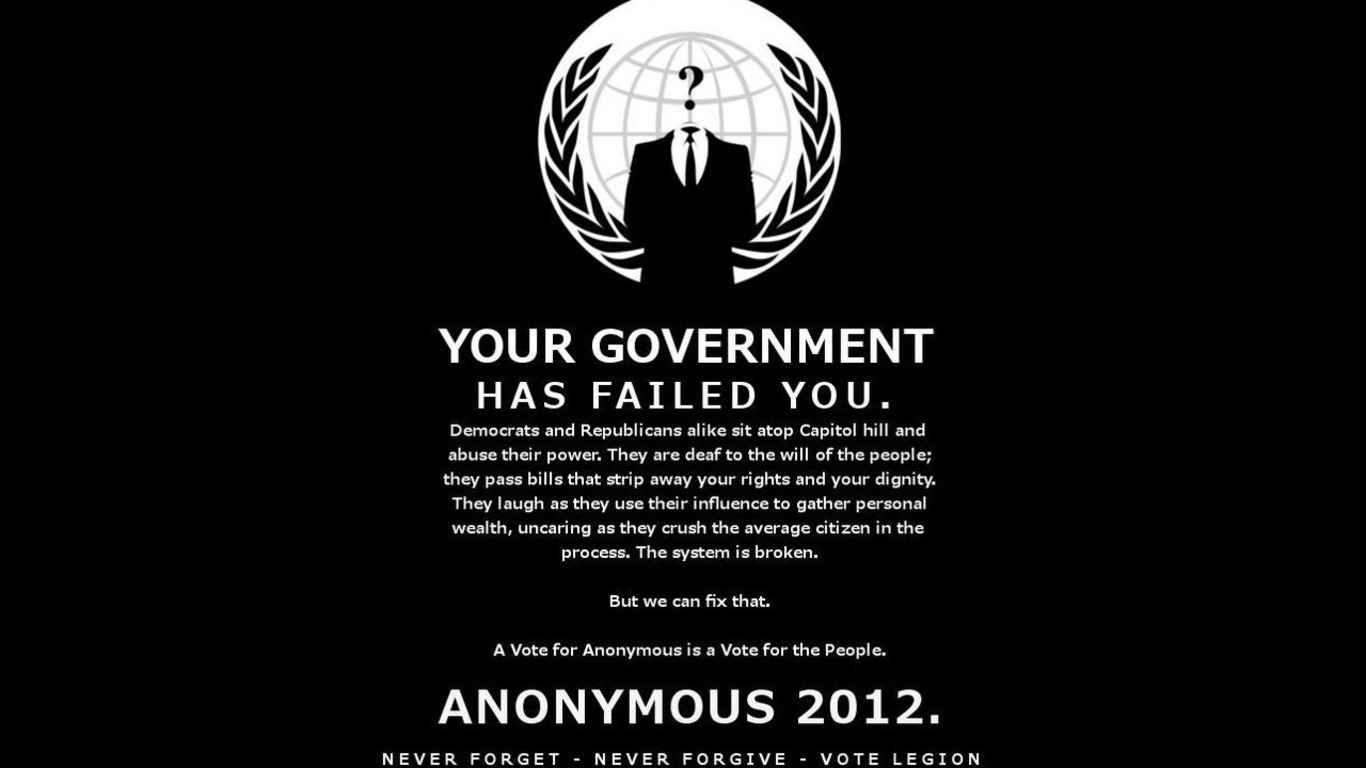 ?
YOUR GOVERNMENT
HAS FAILED YOU.
Democrats and Republicans alike sit atop Capitol hill and
abuse their power. They are deaf to the will of the people;
they pass bills that strip away your rights and your dignity.
They laugh as they use their influence to gather personal
wealth, uncaring as they crush the average citizen in the
process. The system is broken.
But we can fix that.
A Vote for Anonymous is a Vote for the People.
ANONYMOUS 2012.
NEVER FORGET - NEVER FORGIVE - VOTE LEGION